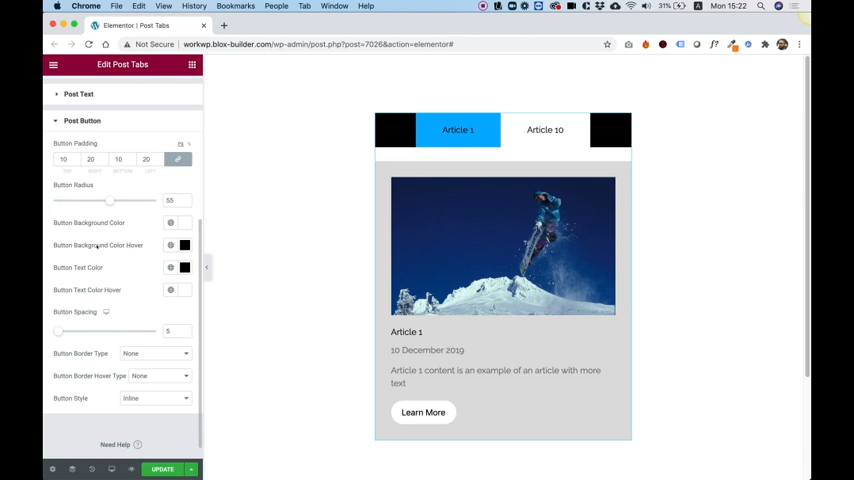 Chrome File Edit View History Bookmarks People Tab Window Help 31% Mon 15:22
Elementor | Post Tabs
Not Secure workwp.blox-builder.com/wp-admin/post.php?post=7026&action=elementor#
Edit Post Tabs
Post Text
Post Button
Button Padding
10 20 10 20
TOP RIGHT BOTTOM LEFT
Button Radius
55
Button Background Color
Button Background Color Hover
Button Text Color
Button Text Color Hover
Button Spacing
5
Button Border Type None
Button Border Hover Type None
Button Style Inline
Need Help
UPDATE
Article 1 Article 10
Article 1
10 December 2019
Article 1 content is an example of an article with more
text
Learn More